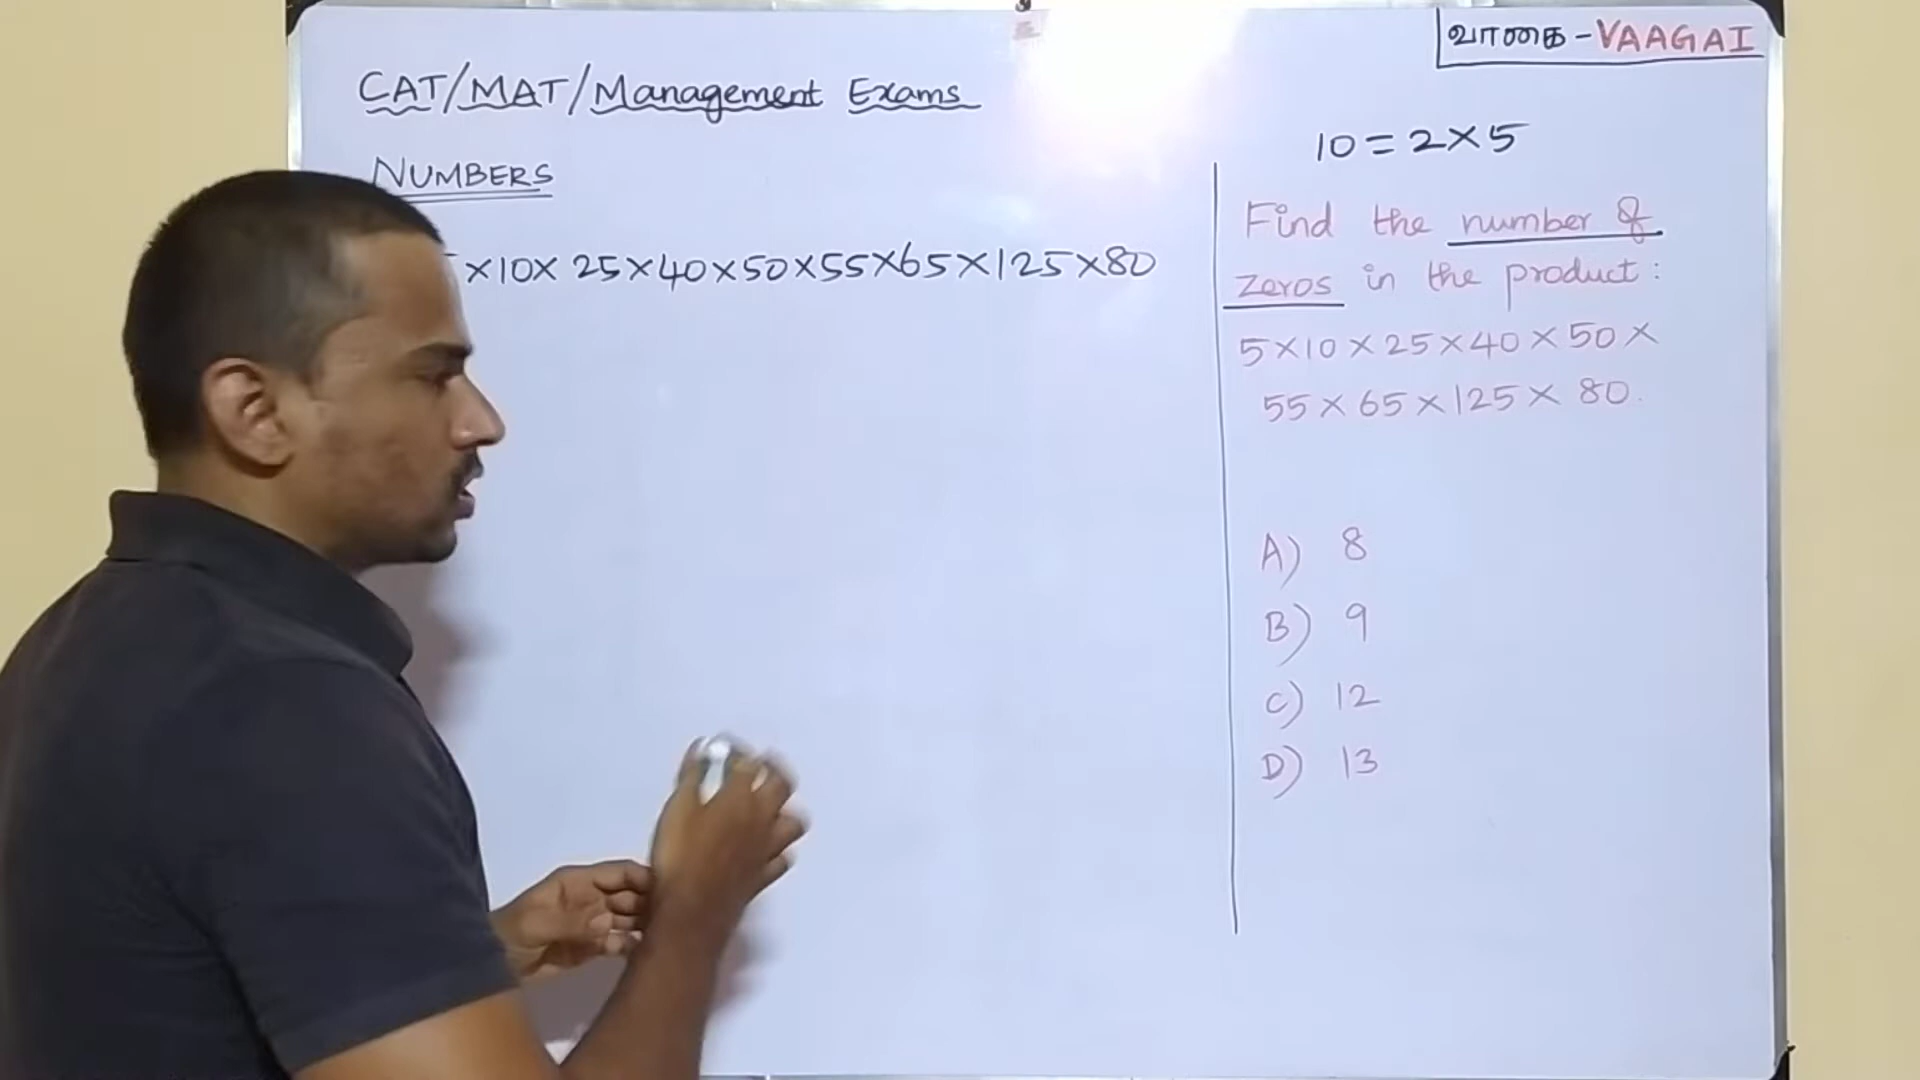 வாகை - VAAGAI
CAT/MAT/Management Exams
NUMBERS
×10× 25×40×50×55×65×125×80
10 = 2×5
Find the number of
zeros in the product :
5×10×25×40×50×
55×65×125× 80.
A) 8
B) 9
C) 12
D) 13